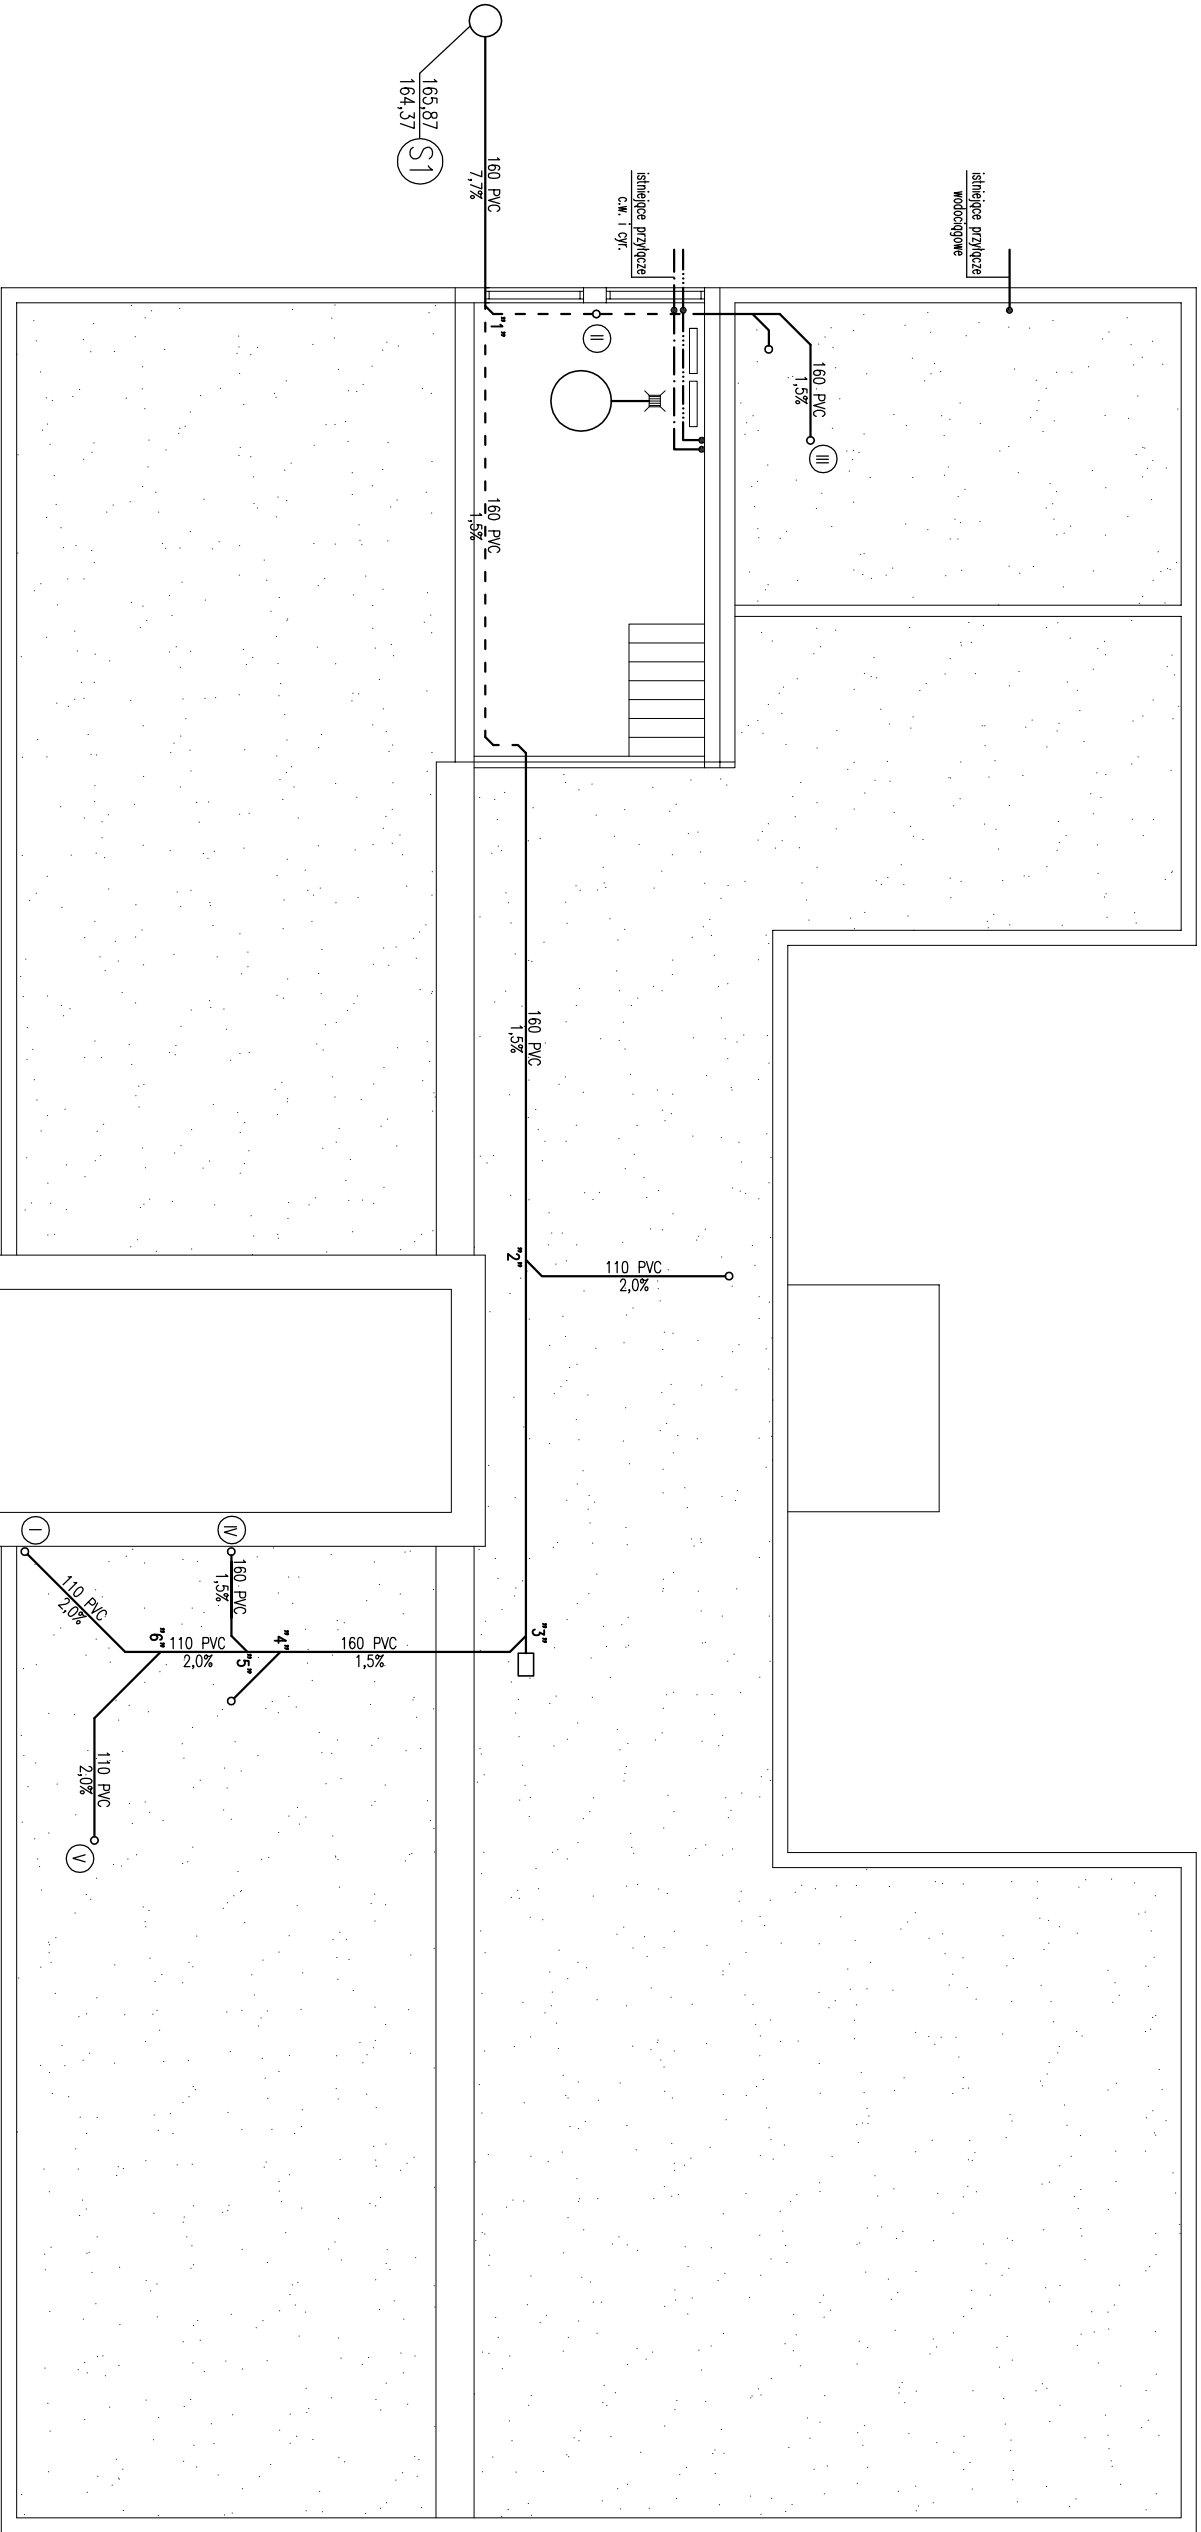 165,87
164,37
S1
160 PVC
7,7%
istniejące przyłącze
c.w. i cyr.
istniejące przyłącze
wodociągowe
"1"
II
160 PVC
1,5%
III
160 PVC
1,5%
160 PVC
1,5%
"2"
110 PVC
2,0%
I
IV
160 PVC
1,5%
110 PVC
2,0%
"6"
110 PVC
2,0%
"5"
"4"
160 PVC
1,5%
"3"
110 PVC
2,0%
V